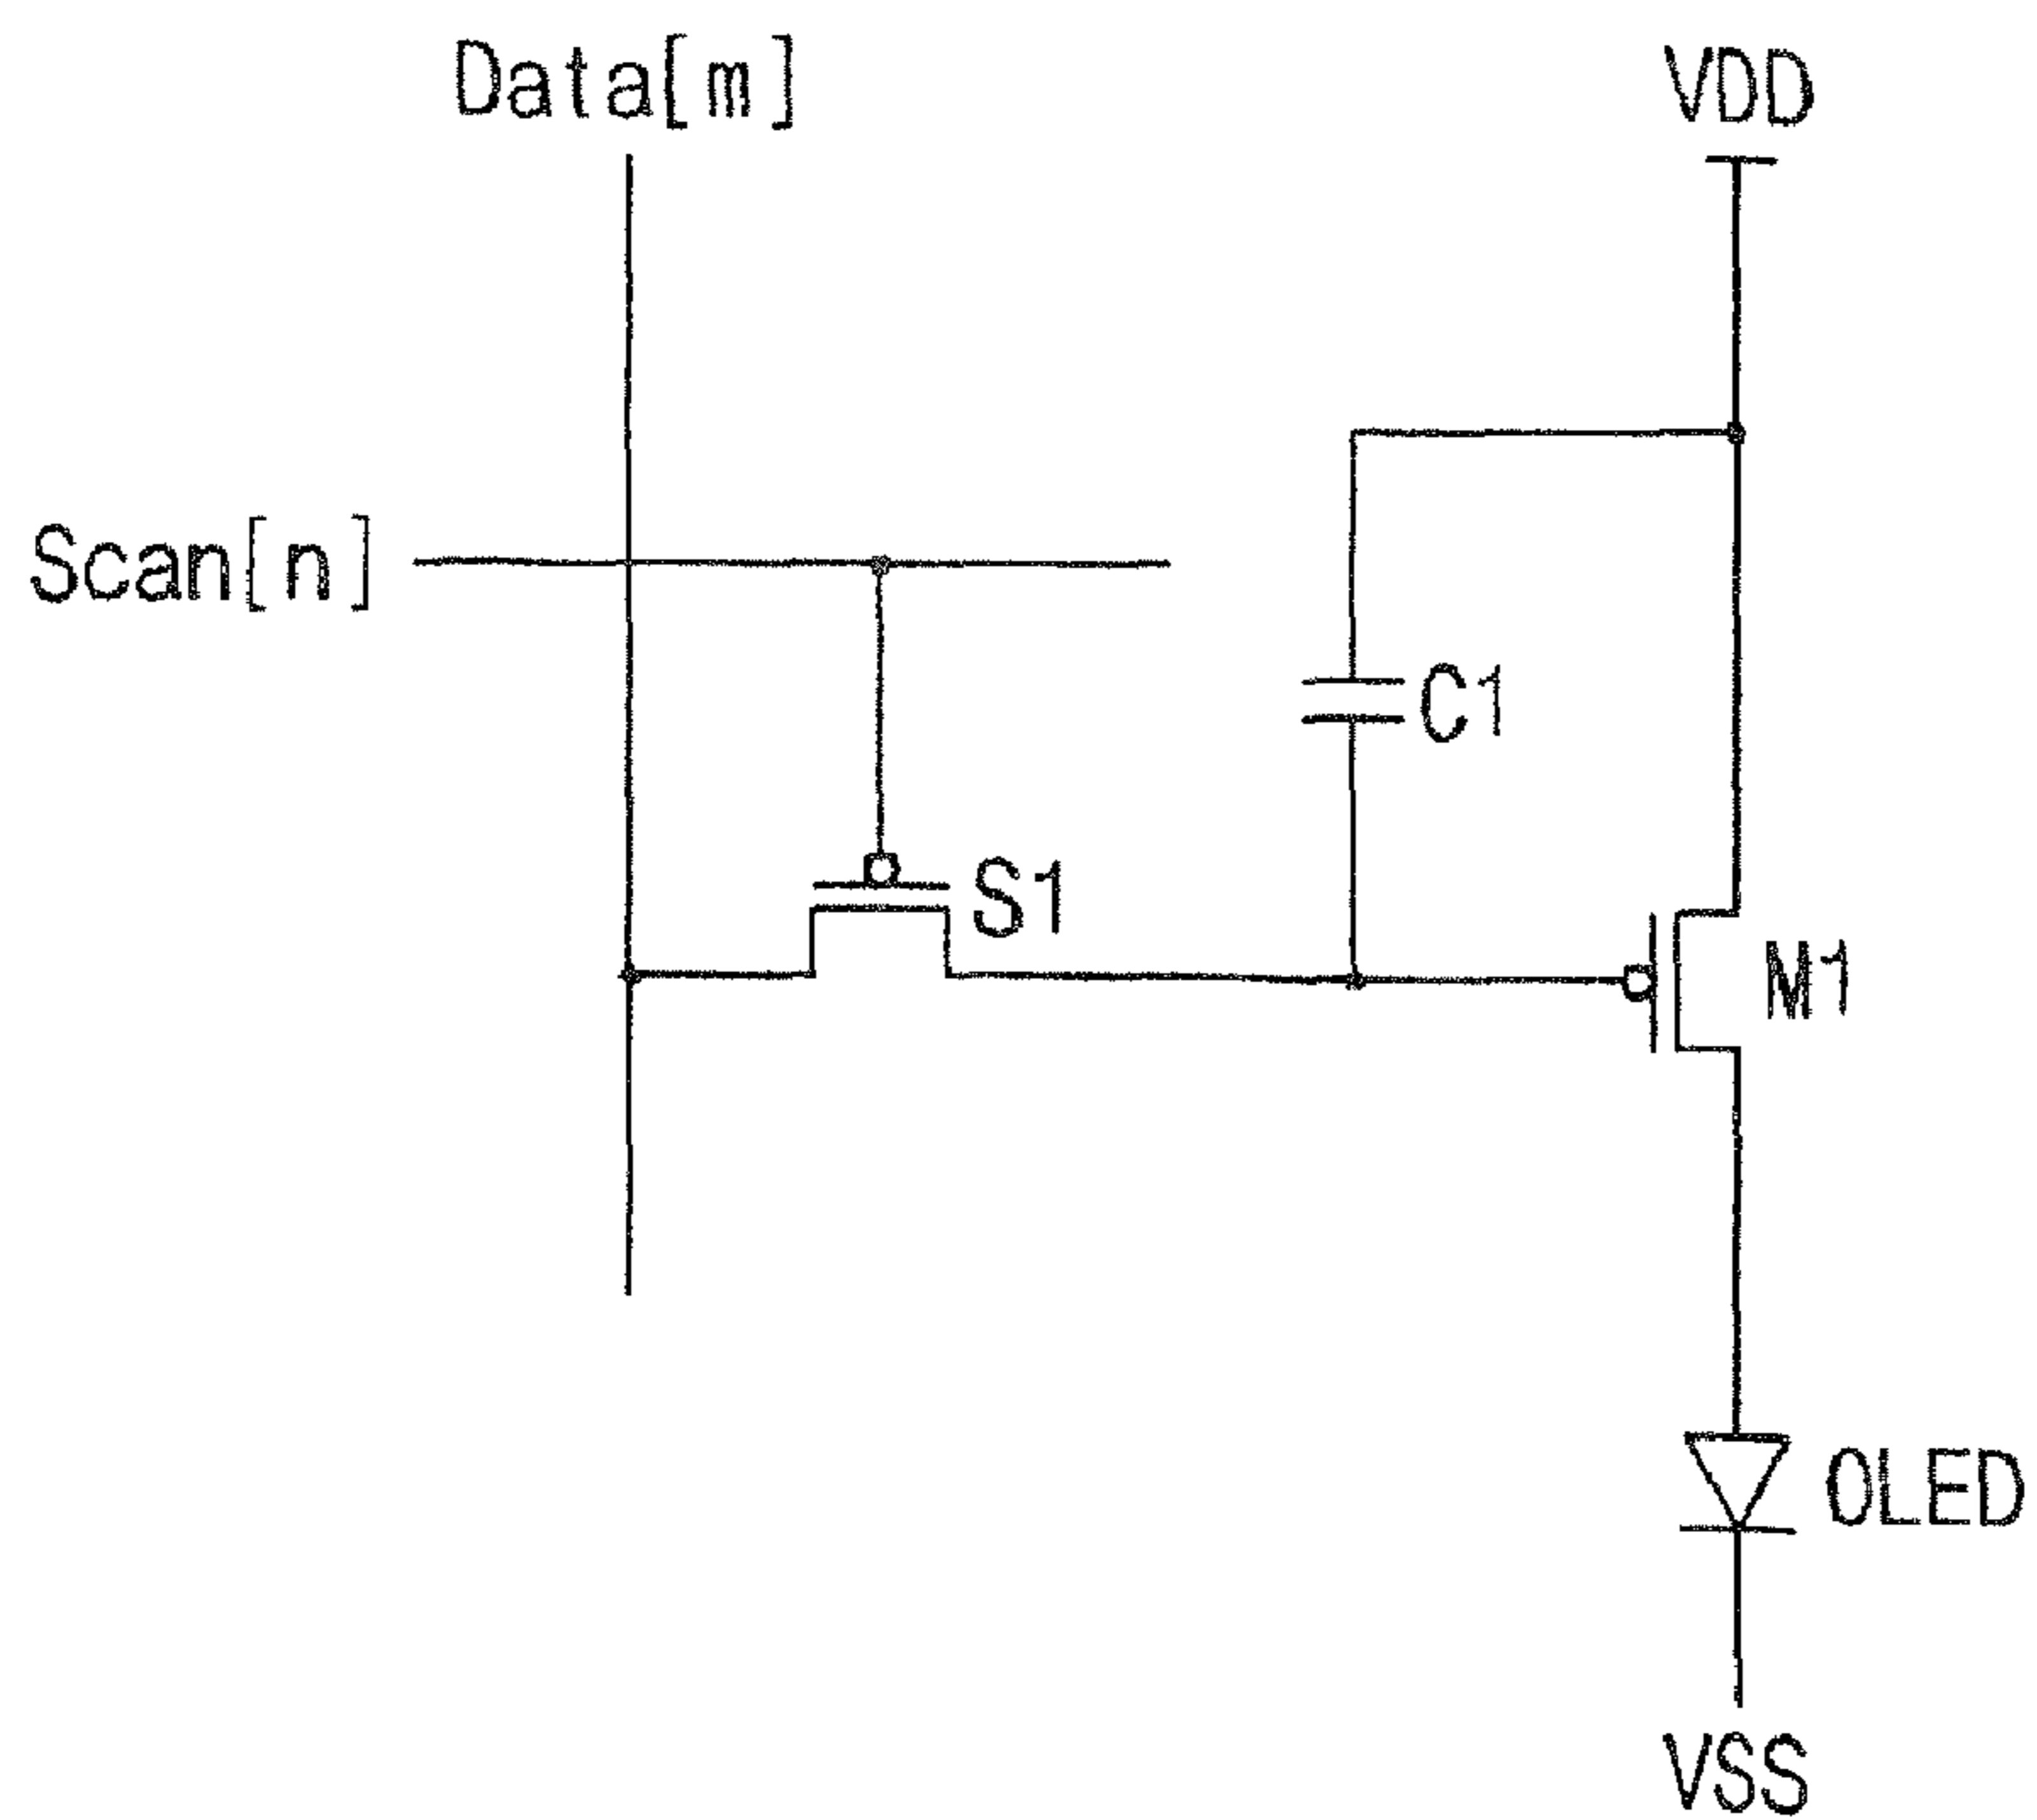 Data[m]
VDD
Scan[n]
C1
S1
M1
OLED
VSS